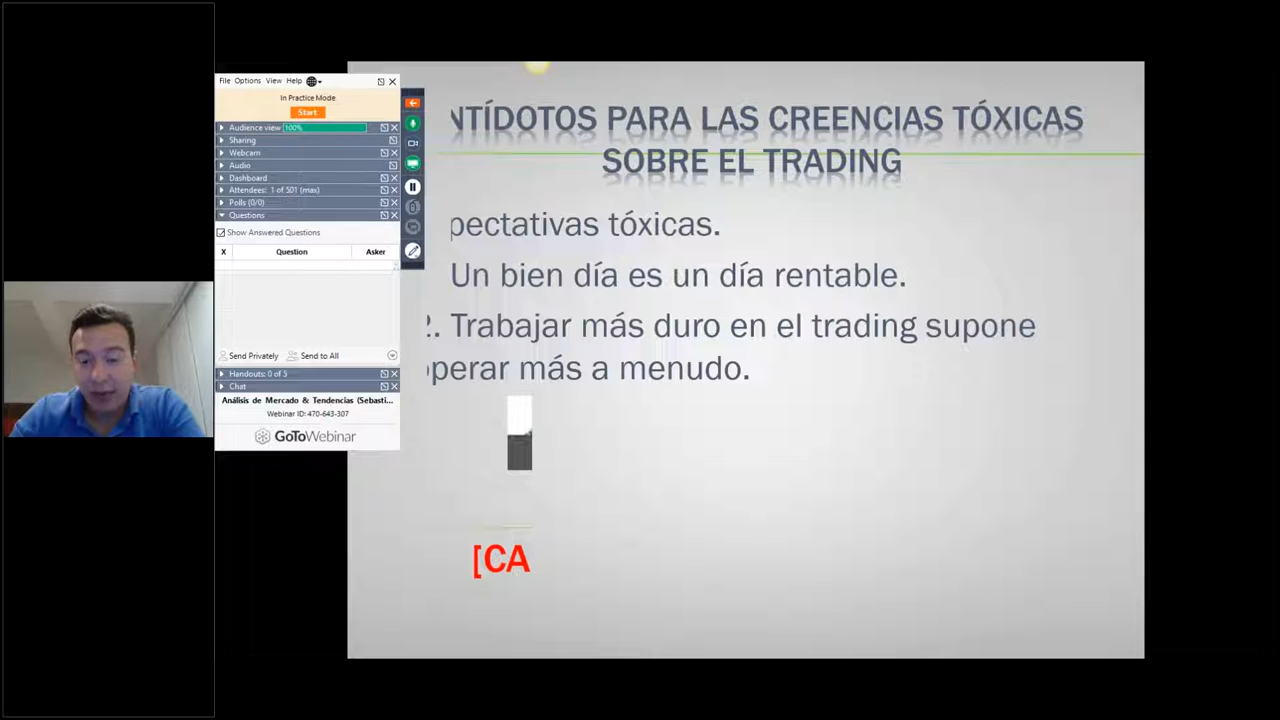 File Options View Help
In Practice Mode
Start
Audience view 100%
Sharing
Webcam
Audio
Dashboard
Attendees: 1 of 501 (max)
Polls (0/0)
Questions
Show Answered Questions
X Question Asker
Send Privately Send to All
Handouts: 0 of 5
Chat
Análisis de Mercado & Tendencias (Sebasti...
Webinar ID: 470-643-307
GoToWebinar
NTÍDOTOS PARA LAS CREENCIAS TÓXICAS
SOBRE EL TRADING
pectativas tóxicas.
Un bien día es un día rentable.
2. Trabajar más duro en el trading supone
operar más a menudo.
[CA